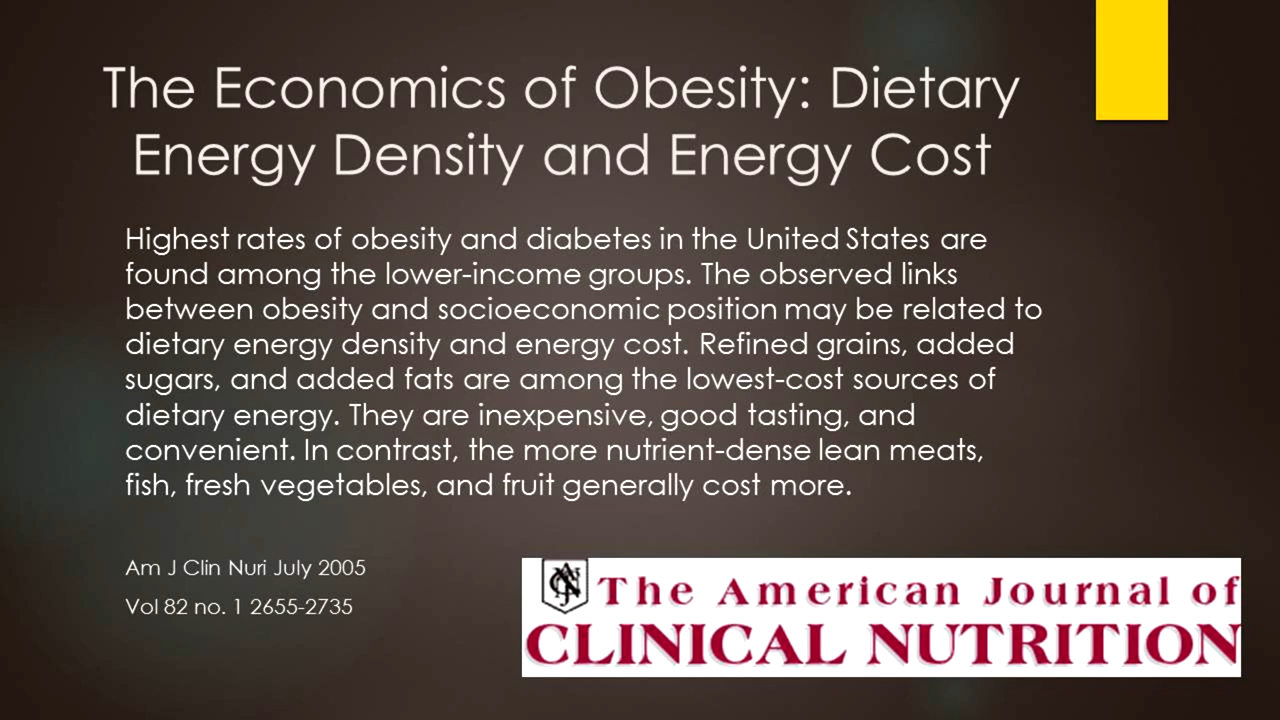 The Economics of Obesity: Dietary
Energy Density and Energy Cost
Highest rates of obesity and diabetes in the United States are
found among the lower-income groups. The observed links
between obesity and socioeconomic position may be related to
dietary energy density and energy cost. Refined grains, added
sugars, and added fats are among the lowest-cost sources of
dietary energy. They are inexpensive, good tasting, and
convenient. In contrast, the more nutrient-dense lean meats,
fish, fresh vegetables, and fruit generally cost more.
Am J Clin Nuri July 2005
Vol 82 no. 1 2655-2735
The American Journal of
CLINICAL NUTRITION